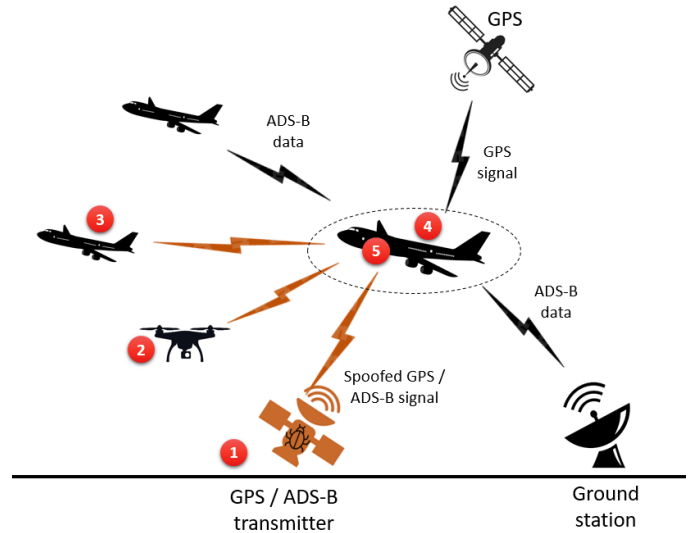 GPS
ADS-B
data
GPS
signal
3
4
5
ADS-B
data
2
Spoofed GPS /
ADS-B signal
1
GPS / ADS-B
transmitter
Ground
station